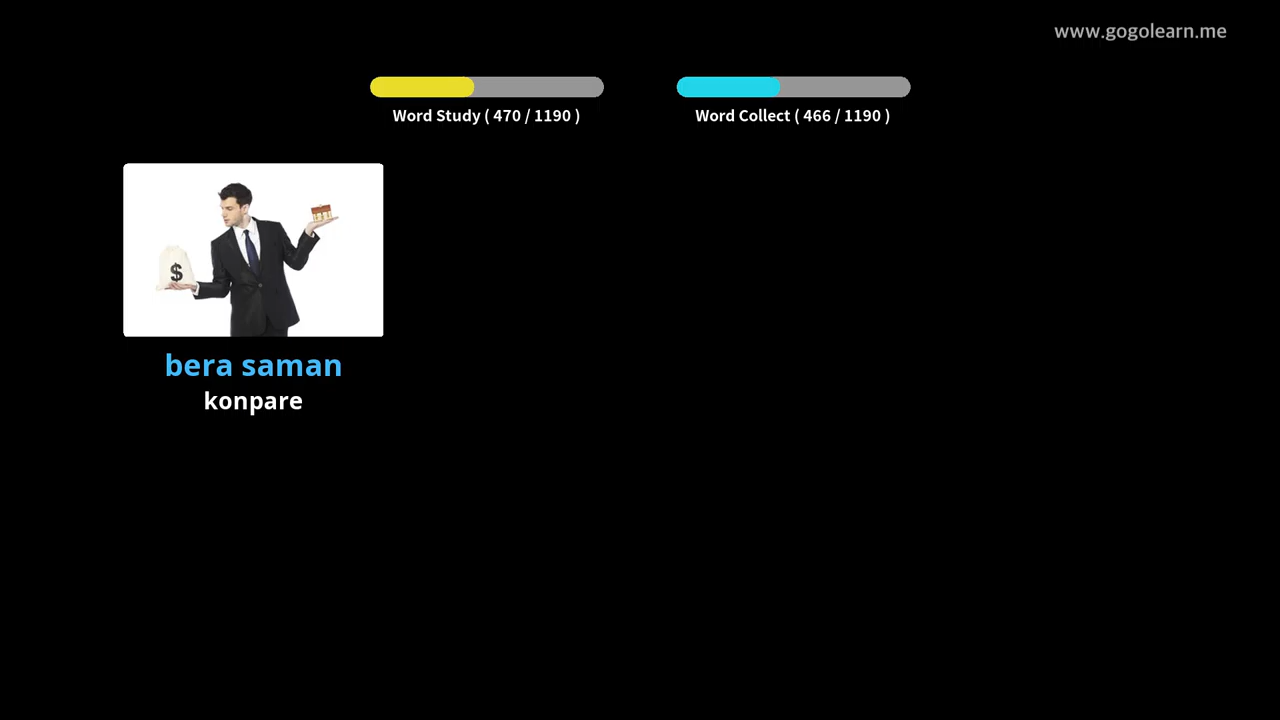 www.gogolearn.me
Word Study ( 470 / 1190 )
Word Collect ( 466 / 1190 )
$
bera saman
konpare